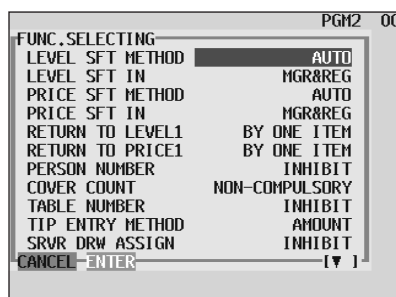 PGM2 00
FUNC.SELECTING
LEVEL SFT METHOD AUTO
LEVEL SFT IN MGR&REG
PRICE SFT METHOD AUTO
PRICE SFT IN MGR&REG
RETURN TO LEVEL1 BY ONE ITEM
RETURN TO PRICE1 BY ONE ITEM
PERSON NUMBER INHIBIT
COVER COUNT NON-COMPULSORY
TABLE NUMBER INHIBIT
TIP ENTRY METHOD AMOUNT
SRVR DRW ASSIGN INHIBIT
CANCEL ENTER [▼ ]